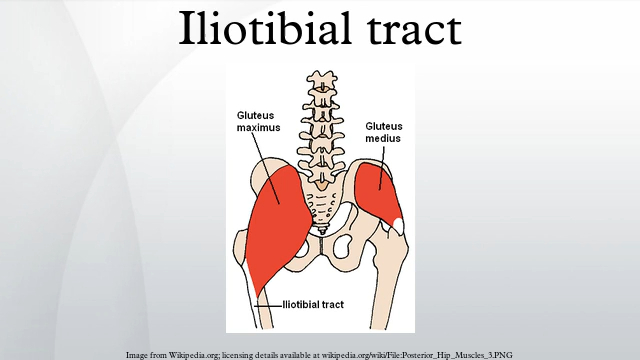 Iliotibial tract
Gluteus
maximus
Gluteus
medius
Iliotibial tract
Image from Wikipedia.org; licensing details available at wikipedia.org/wiki/File:Posterior_Hip_Muscles_3.PNG